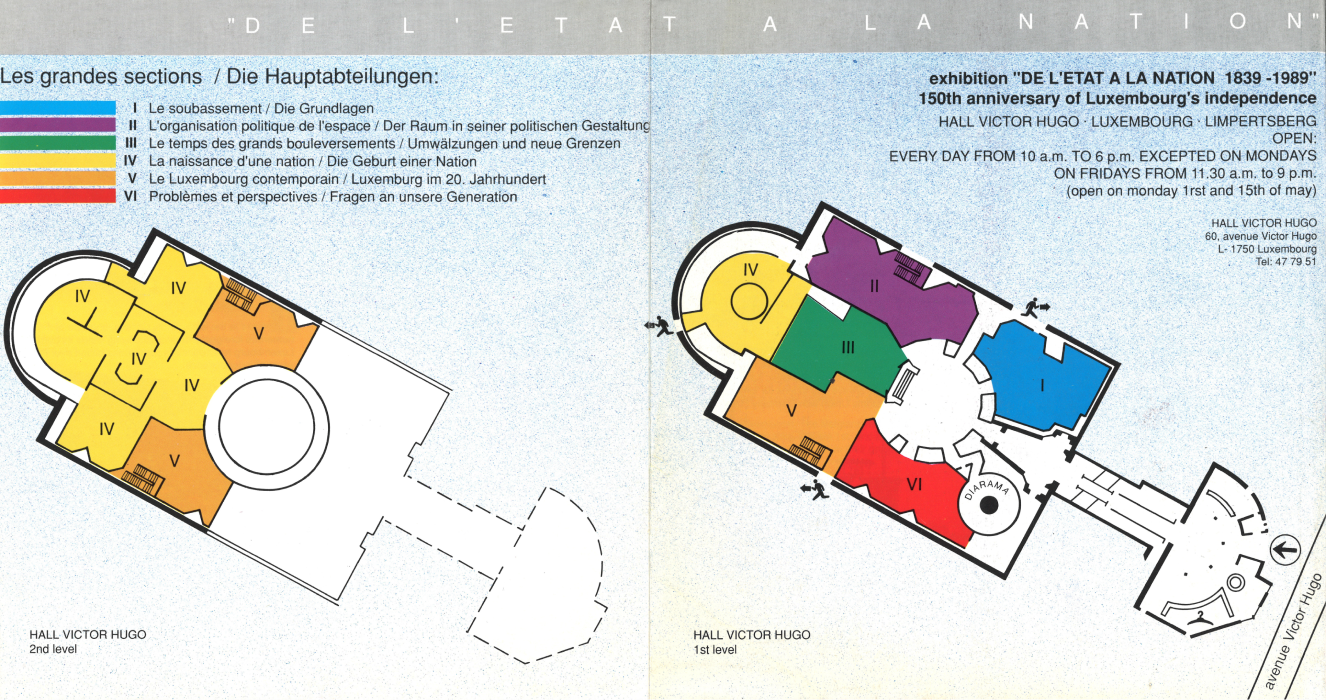 "DE L'ETAT A LA NATION"
Les grandes sections / Die Hauptabteilungen:
I Le soubassement / Die Grundlagen
II L'organisation politique de l'espace / Der Raum in seiner politischen Gestaltung
III Le temps des grands bouleversements / Umwälzungen und neue Grenzen
IV La naissance d'une nation / Die Geburt einer Nation
V Le Luxembourg contemporain / Luxemburg im 20. Jahrhundert
VI Problèmes et perspectives / Fragen an unsere Generation
IV
IV
V
IV
IV
IV
V
HALL VICTOR HUGO
2nd level
exhibition "DE L'ETAT A LA NATION 1839 -1989"
150th anniversary of Luxembourg's independence
HALL VICTOR HUGO · LUXEMBOURG · LIMPERTSBERG
OPEN:
EVERY DAY FROM 10 a.m. TO 6 p.m. EXCEPTED ON MONDAYS
ON FRIDAYS FROM 11.30 a.m. to 9 p.m.
(open on monday 1rst and 15th of may)
HALL VICTOR HUGO
60, avenue Victor Hugo
L- 1750 Luxembourg
Tel: 47 79 51
IV
II
III
I
V
VI
DIARAMA
avenue Victor Hugo
HALL VICTOR HUGO
1st level